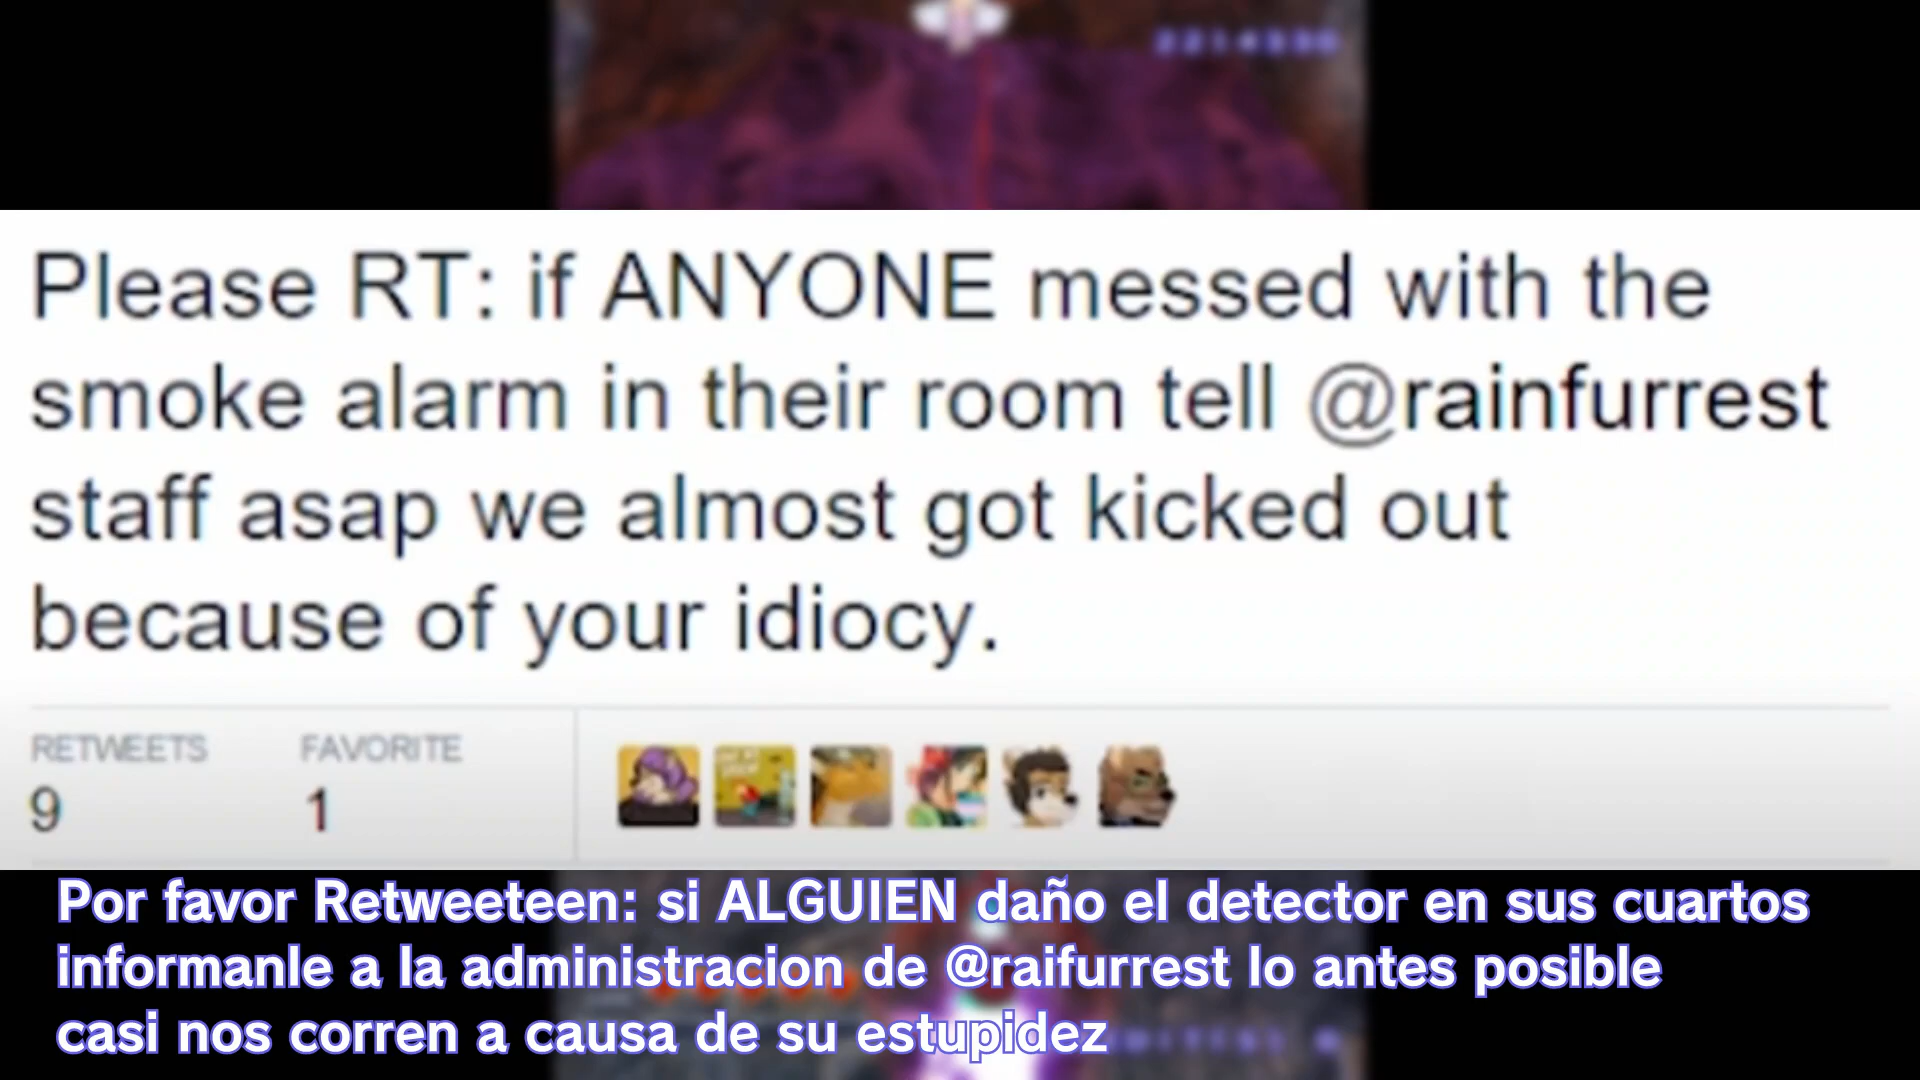 Please RT: if ANYONE messed with the
smoke alarm in their room tell @rainfurrest
staff asap we almost got kicked out
because of your idiocy.
RETWEETS FAVORITE
9 1
Por favor Retweeteen: si ALGUIEN daño el detector en sus cuartos
informanle a la administracion de @raifurrest lo antes posible
casi nos corren a causa de su estupidez